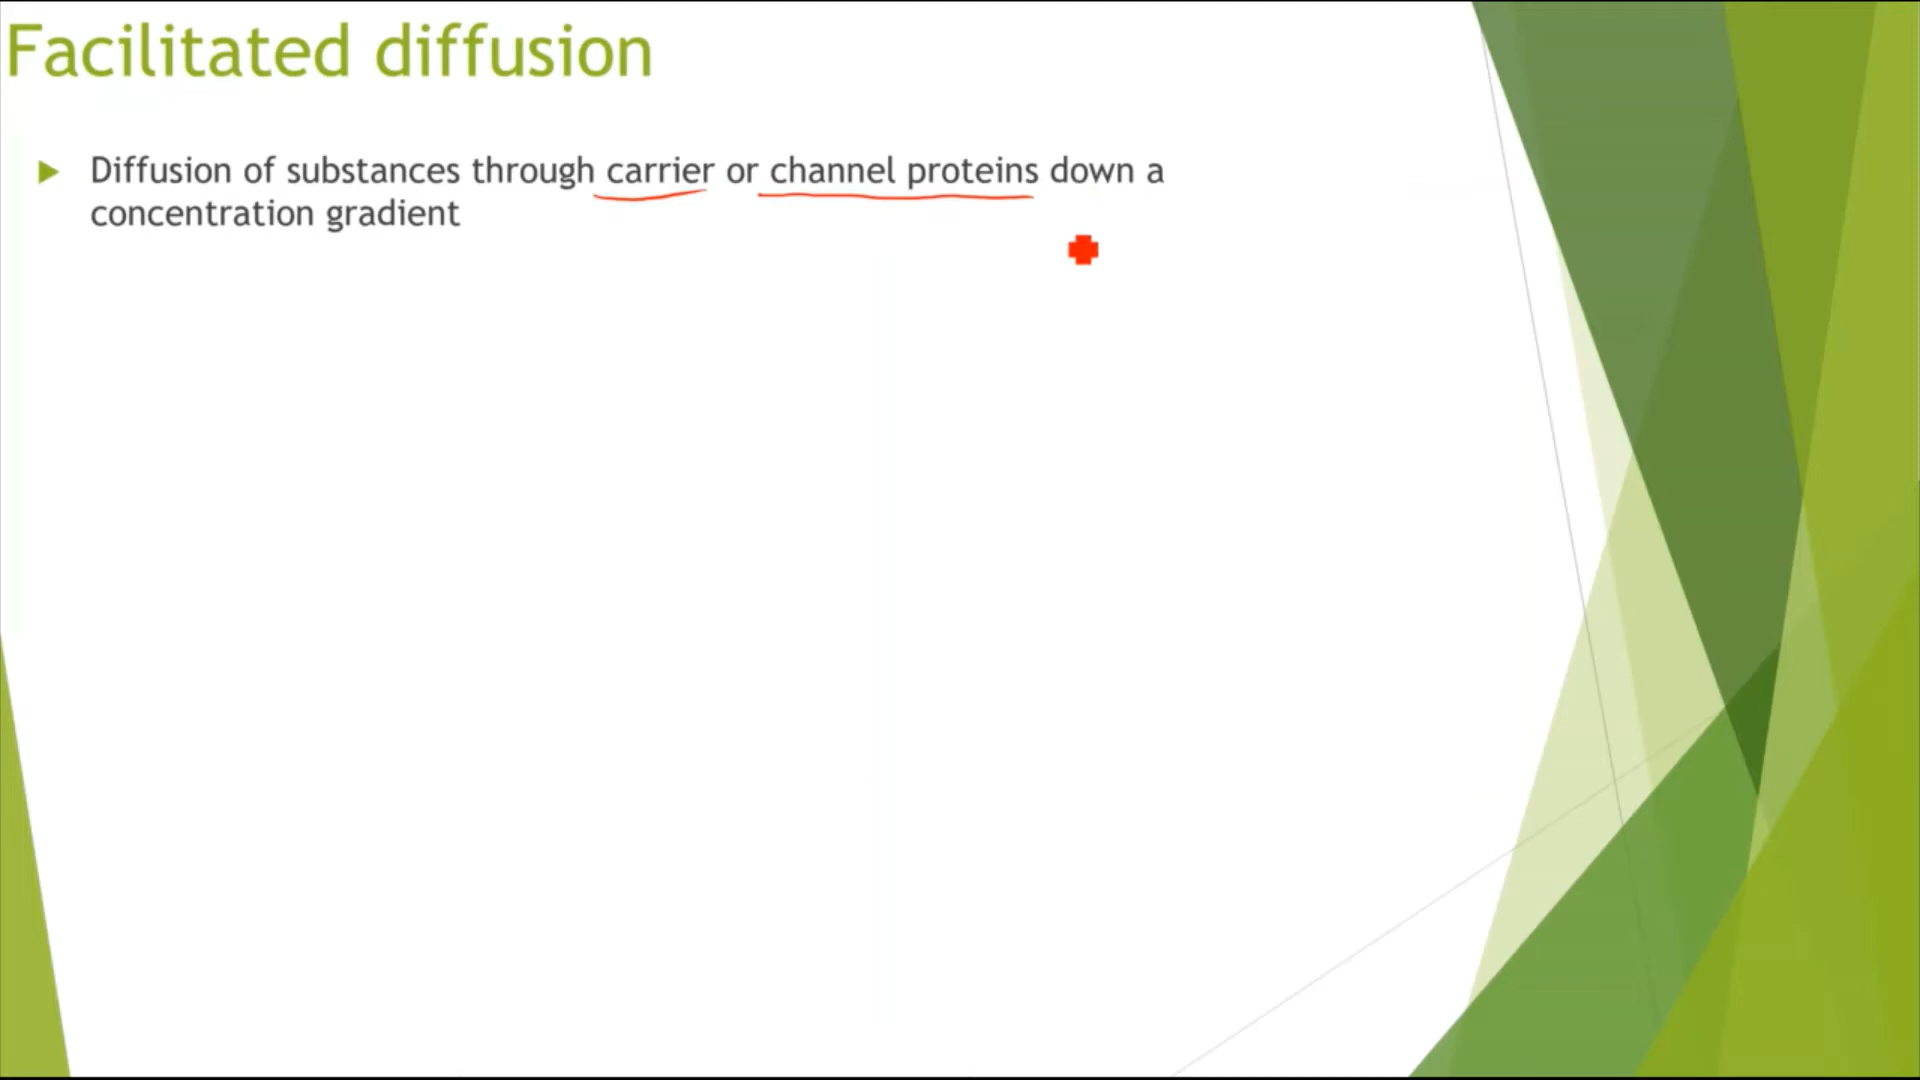 Facilitated diffusion
Diffusion of substances through carrier or channel proteins down a
concentration gradient